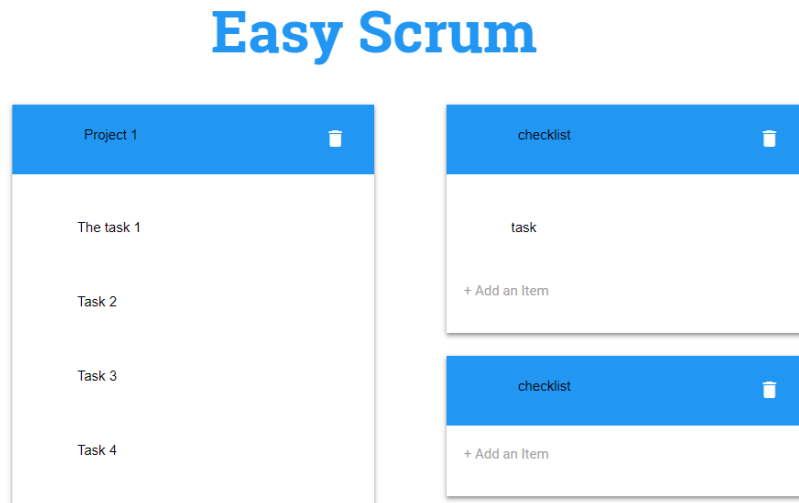 Easy Scrum
Project 1
The task 1
Task 2
Task 3
Task 4
checklist
task
+ Add an Item
checklist
+ Add an Item